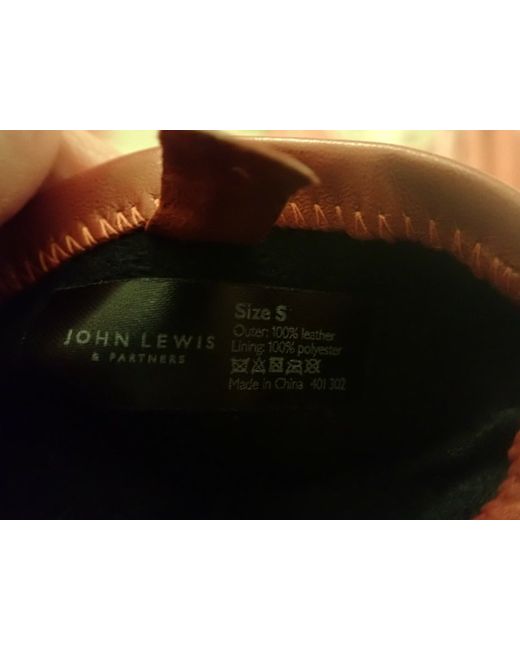 JOHN LEWIS
& PARTNERS
Size S
Outer: 100% leather
Lining: 100% polyester
Made in China 401 302